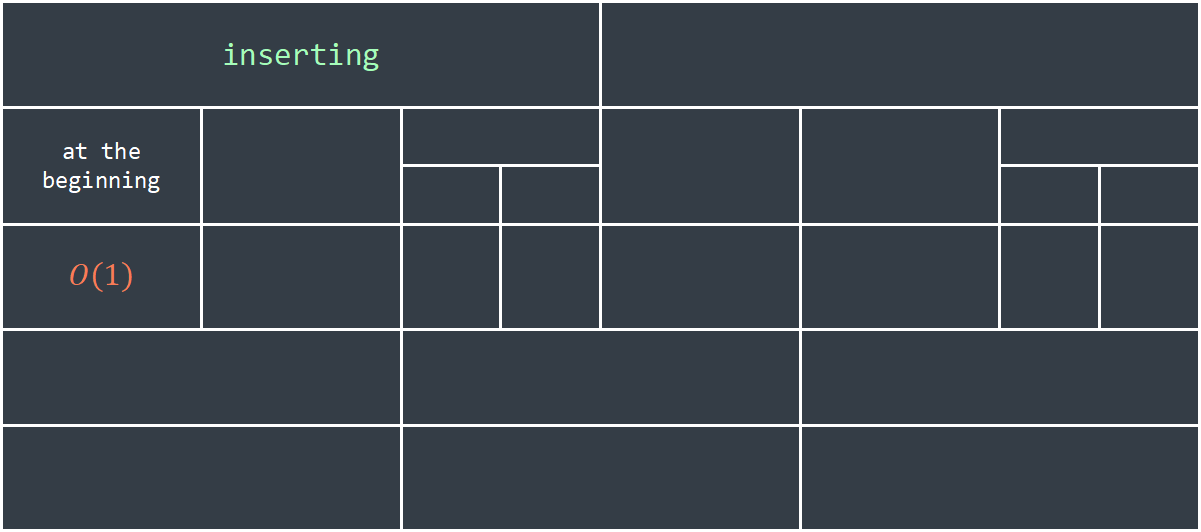 inserting
at the
beginning
O(1)